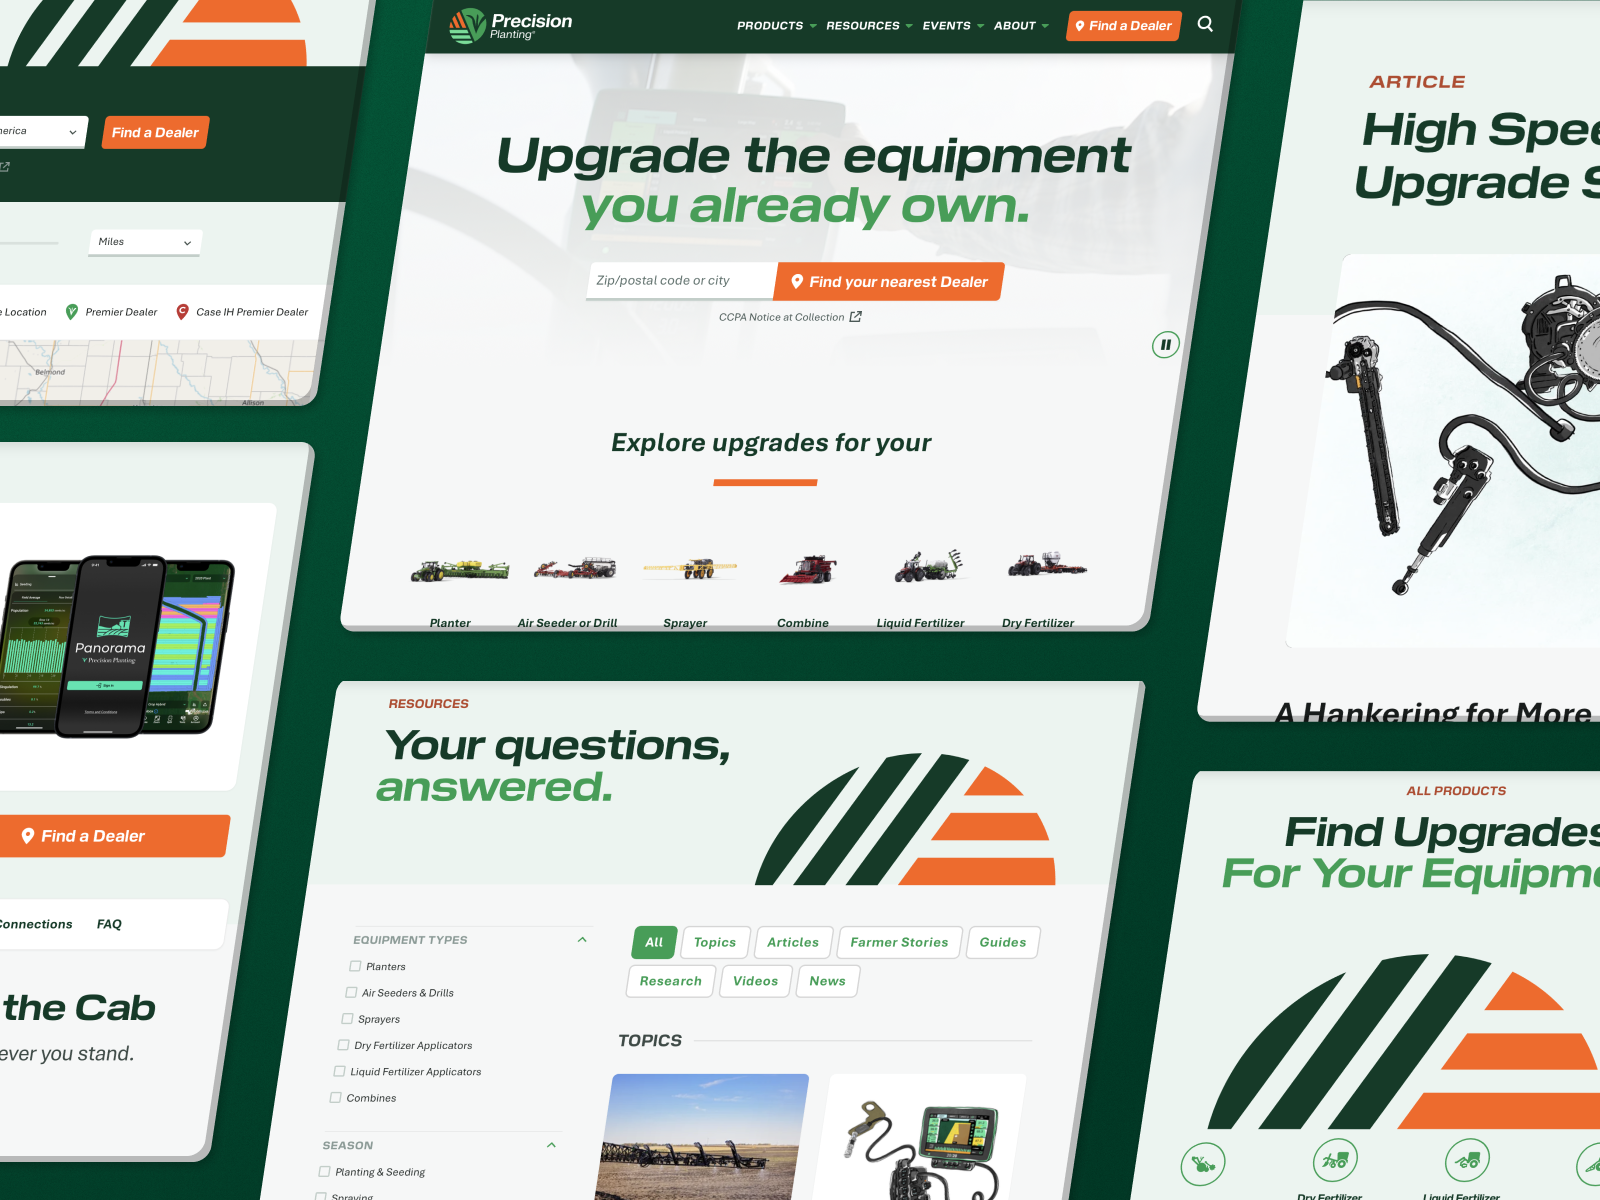 Precision
Planting
PRODUCTS
RESOURCES
EVENTS
ABOUT
Find a Dealer
Upgrade the equipment
you already own.
Zip/postal code or city
Find your nearest Dealer
CCPA Notice at Collection
Explore upgrades for your
Planter
Air Seeder or Drill
Sprayer
Combine
Liquid Fertilizer
Dry Fertilizer
Find a Dealer
Miles
Location
Premier Dealer
Case IH Premier Dealer
Belmond
Allison
Panorama
Precision Planting
Sign In
Terms and Conditions
Find a Dealer
Connections
FAQ
the Cab
ever you stand.
RESOURCES
Your questions,
answered.
EQUIPMENT TYPES
Planters
Air Seeders & Drills
Sprayers
Dry Fertilizer Applicators
Liquid Fertilizer Applicators
Combines
SEASON
Planting & Seeding
Spraying
All
Topics
Articles
Farmer Stories
Guides
Research
Videos
News
TOPICS
ARTICLE
High Spee
Upgrade S
A Hankering for More
ALL PRODUCTS
Find Upgrades
For Your Equipme
Dry Fertilizer
Liquid Fertilizer